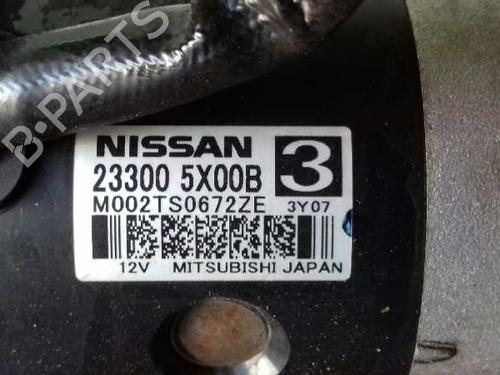 B-PARTS
NISSAN 3
23300 5X00B
M002TS0672ZE 3Y07
12V MITSUBISHI JAPAN